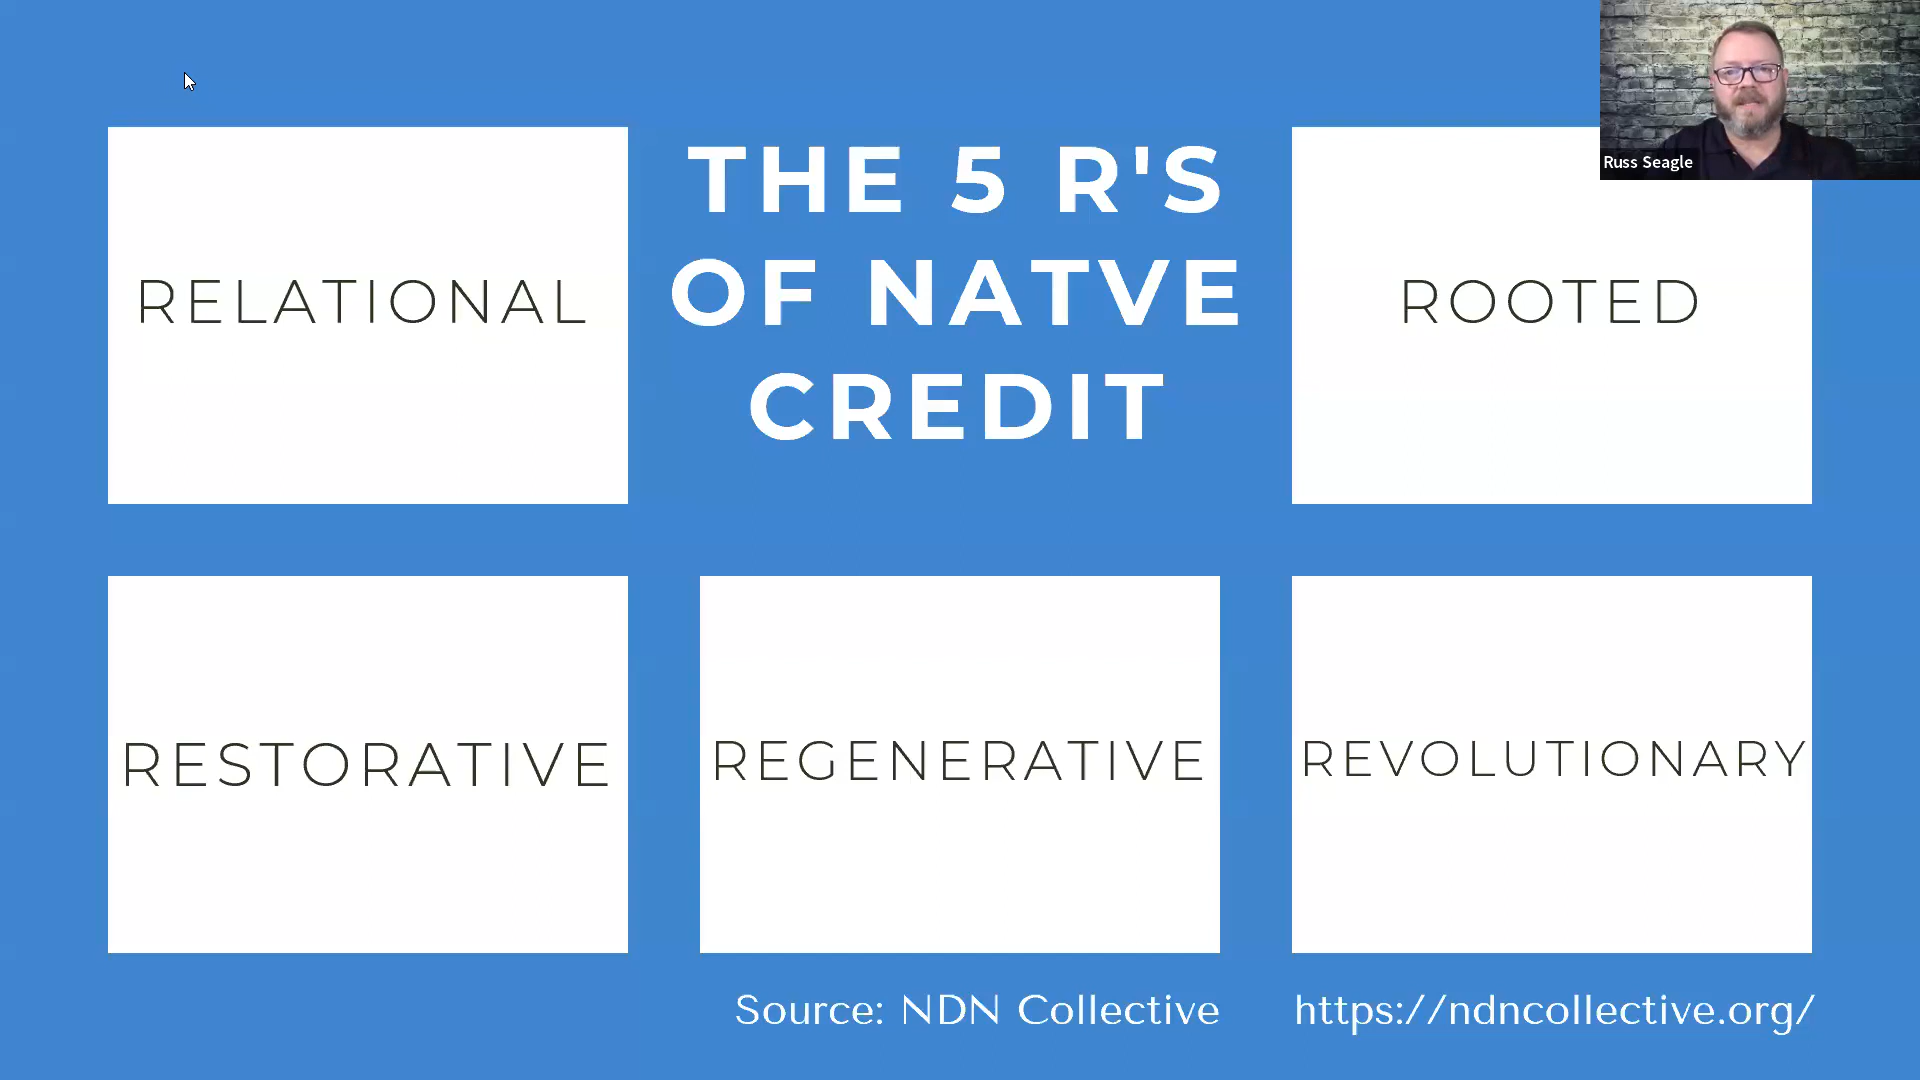 THE 5 R'S
OF NATVE
CREDIT
RELATIONAL
ROOTED
Russ Seagle
RESTORATIVE
REGENERATIVE
REVOLUTIONARY
Source: NDN Collective
https://ndncollective.org/